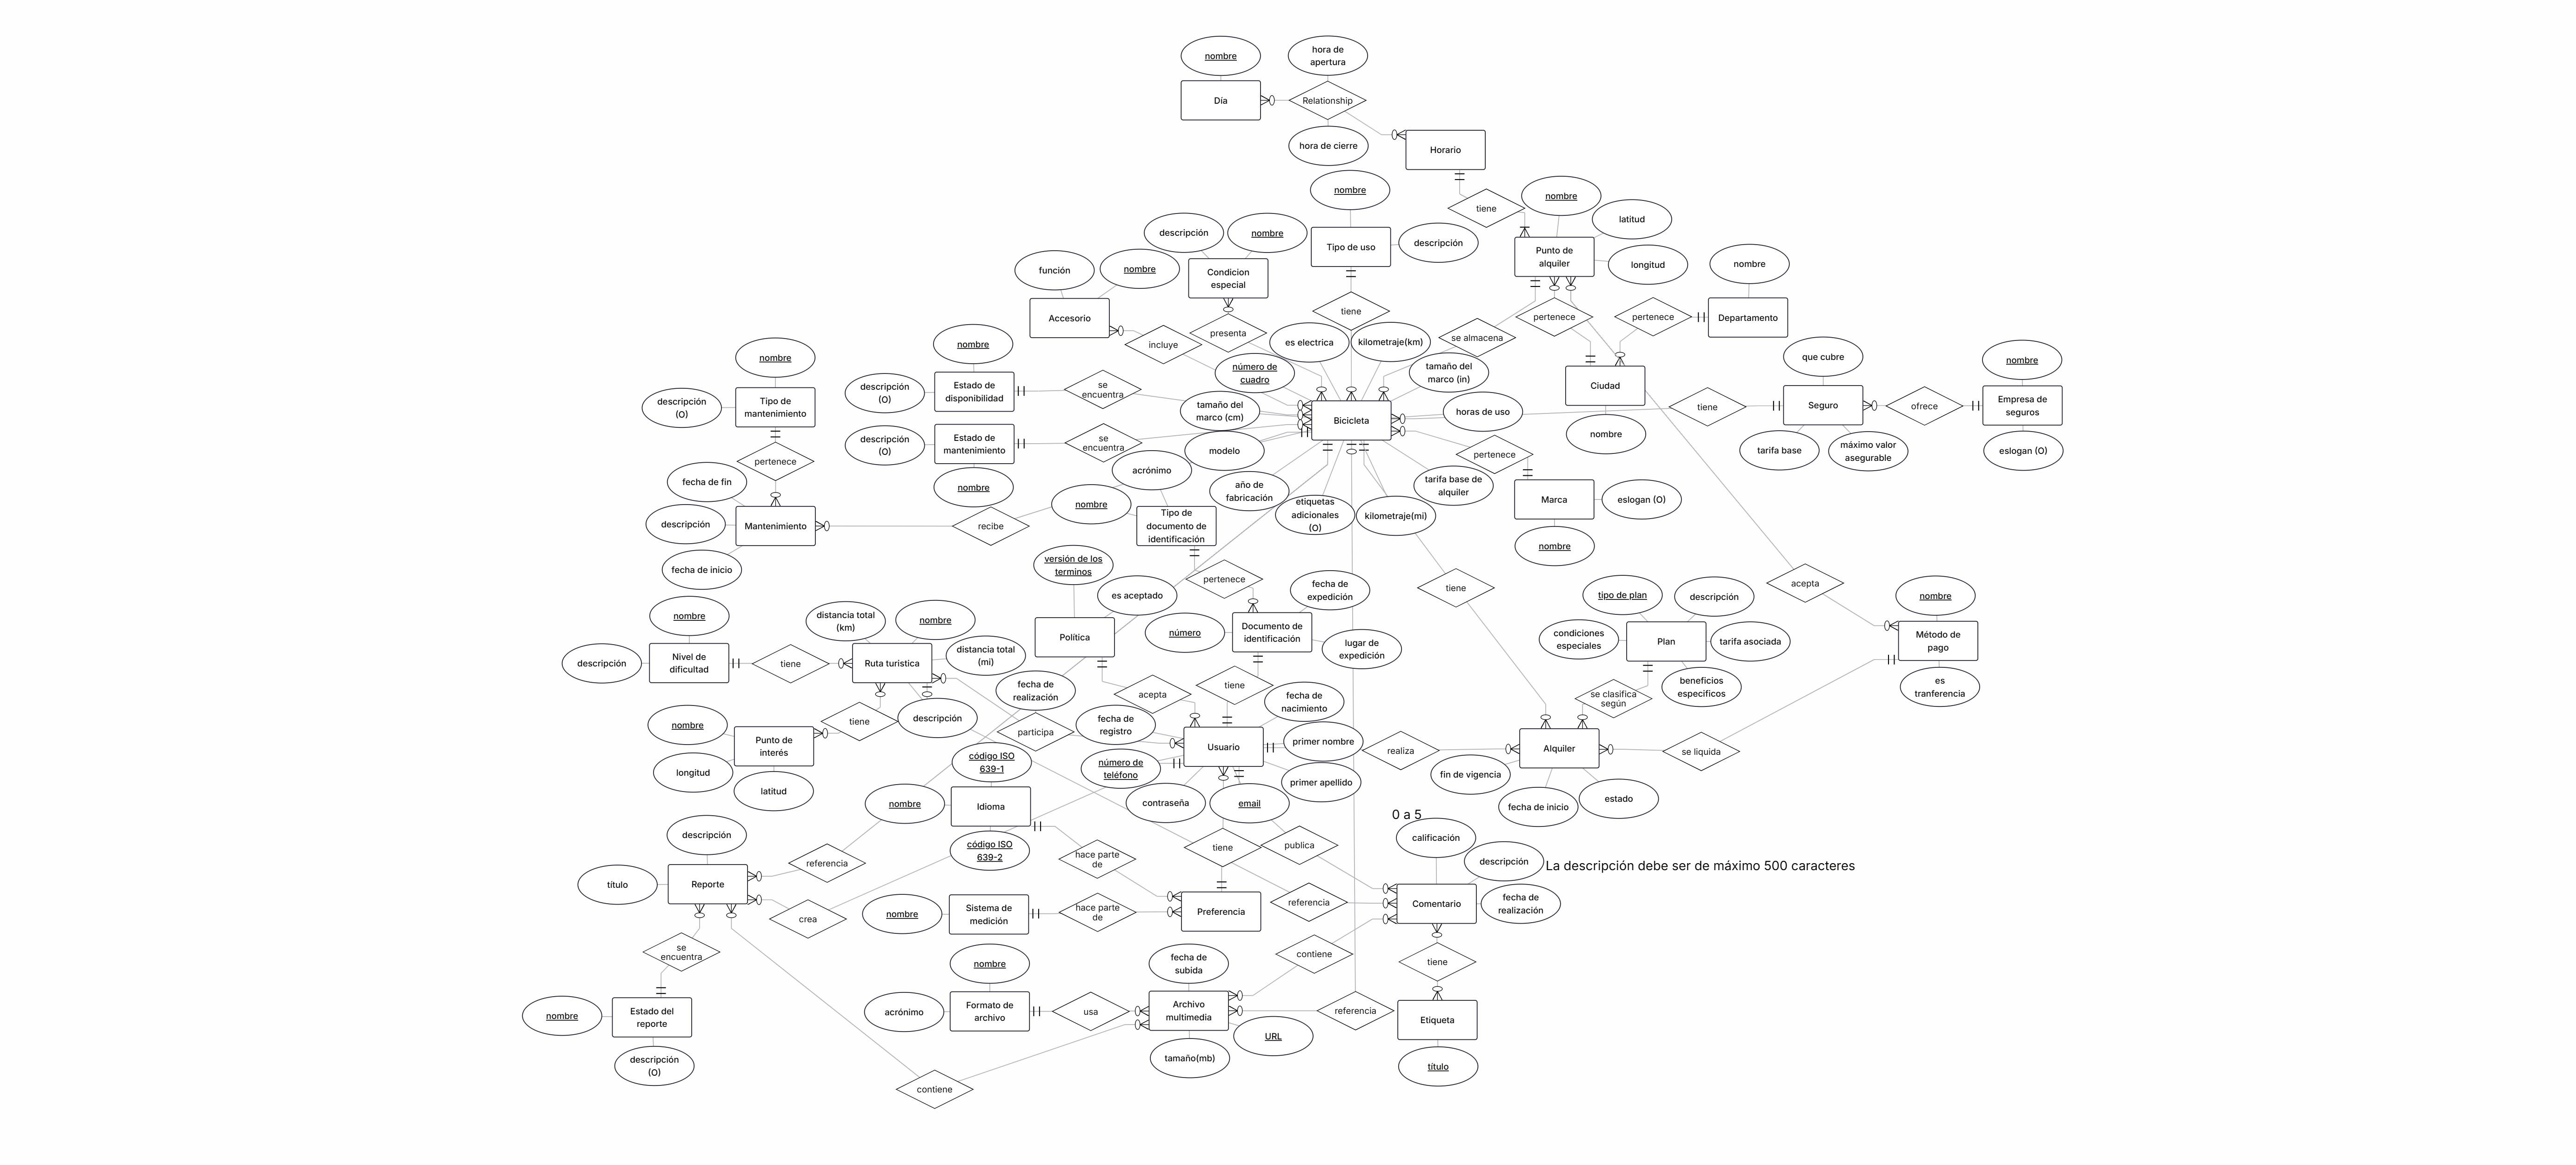 nombre
hora de
apertura
Día
Relationship
hora de cierre
Horario
nombre
tiene
nombre
latitud
descripción
nombre
Tipo de uso
descripción
Punto de
alquiler
longitud
nombre
función
nombre
Condicion
especial
Accesorio
presenta
tiene
pertenece
pertenece
Departamento
incluye
es electrica
kilometraje(km)
se almacena
nombre
nombre
número de
cuadro
tamaño del
marco (in)
que cubre
nombre
descripción
(O)
Estado de
disponibilidad
se
encuentra
Ciudad
descripción
(O)
Tipo de
mantenimiento
tamaño del
marco (cm)
Bicicleta
horas de uso
tiene
Seguro
ofrece
Empresa de
seguros
nombre
descripción
(O)
Estado de
mantenimiento
se
encuentra
modelo
pertenece
tarifa base
máximo valor
asegurable
eslogan (O)
pertenece
acrónimo
fecha de fin
nombre
nombre
año de
fabricación
etiquetas
adicionales
(O)
kilometraje(mi)
tarifa base de
alquiler
Marca
eslogan (O)
descripción
Mantenimiento
recibe
Tipo de
documento de
identificación
nombre
fecha de inicio
versión de los
terminos
pertenece
tiene
acepta
es aceptado
fecha de
expedición
tipo de plan
descripción
nombre
nombre
distancia total
(km)
nombre
Política
número
Documento de
identificación
lugar de
expedición
condiciones
especiales
Plan
tarifa asociada
Método de
pago
descripción
Nivel de
dificultad
tiene
Ruta turistica
distancia total
(mi)
fecha de
realización
acepta
tiene
fecha de
nacimiento
se clasifica
según
beneficios
especificos
es
tranferencia
nombre
tiene
descripción
participa
fecha de
registro
Usuario
primer nombre
realiza
Alquiler
se liquida
Punto de
interés
código ISO
639-1
número de
teléfono
primer apellido
fin de vigencia
longitud
latitud
nombre
Idioma
contraseña
email
fecha de inicio
estado
0 a 5
descripción
código ISO
639-2
hace parte
de
tiene
publica
calificación
descripción
La descripción debe ser de máximo 500 caracteres
referencia
título
Reporte
crea
nombre
Sistema de
medición
hace parte
de
Preferencia
referencia
Comentario
fecha de
realización
se
encuentra
nombre
fecha de
subida
contiene
tiene
nombre
Estado del
reporte
acrónimo
Formato de
archivo
usa
Archivo
multimedia
referencia
Etiqueta
URL
descripción
(O)
tamaño(mb)
título
contiene